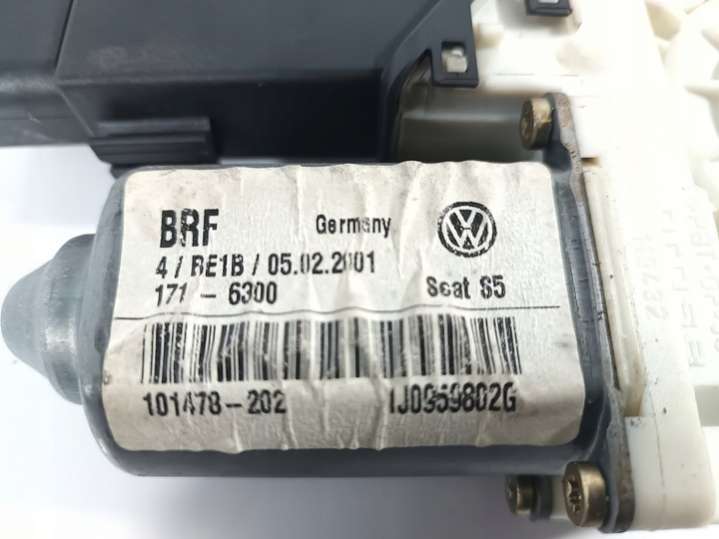 BRF Germany
4 / BE1B / 05.02.2001
171 - 6300 Seat S5
101478-202 1J0959802G